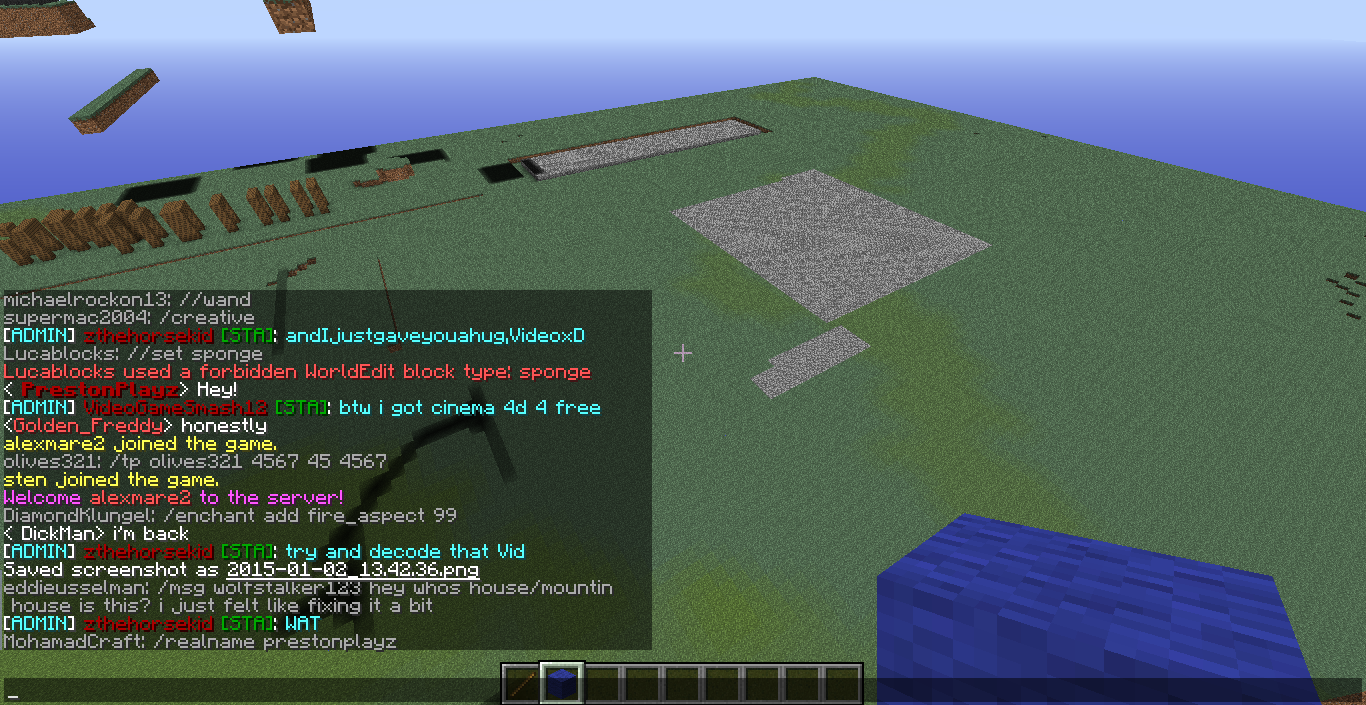 michaelrockon13: //wand
supermac2004: /creative
[ADMIN] zthehorsekid [STA]: andI,justgaveyouahug,VideoxD
Lucablocks: //set sponge
Lucablocks used a forbidden WorldEdit block type: sponge
< PrestonPlayz> Hey!
[ADMIN] VideoGameSmash12 [STA]: btw i got cinema 4d 4 free
<Golden_Freddy> honestly
alexmare2 joined the game.
olives321: /tp olives321 4567 45 4567
sten joined the game.
Welcome alexmare2 to the server!
DiamondKlungel: /enchant add fire_aspect 99
< DickMan> i'm back
[ADMIN] zthehorsekid [STA]: try and decode that Vid
Saved screenshot as 2015-01-02_13.42.36.png
eddieusselman: /msg wolfstalker123 hey whos house/mountin
house is this? i just felt like fixing it a bit
[ADMIN] zthehorsekid [STA]: WAT
MohamadCraft: /realname prestonplayz
_